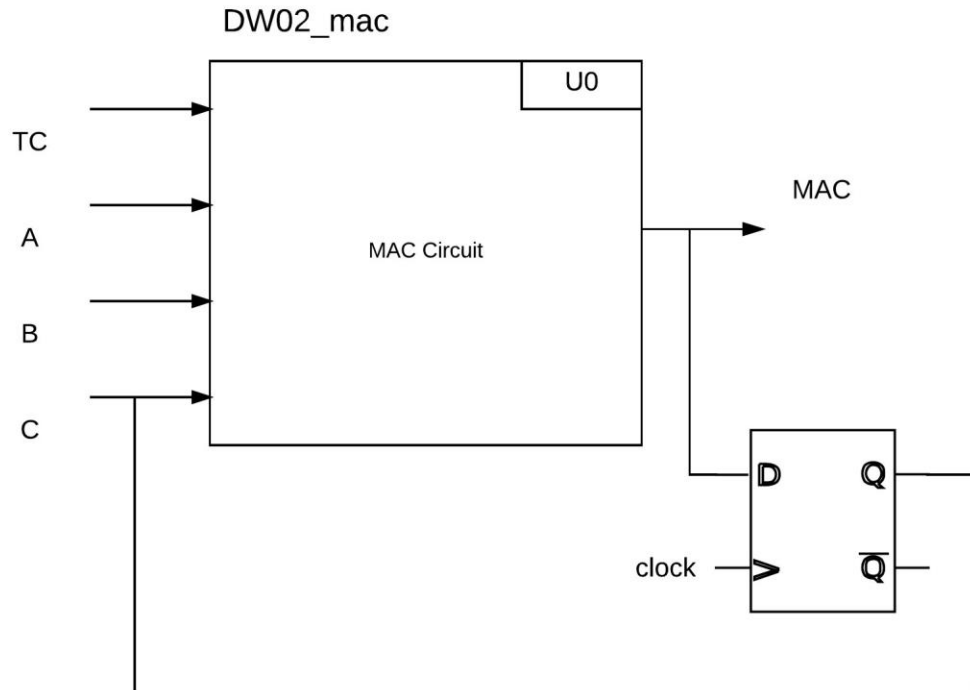 DW02_mac
U0
TC
MAC
A
MAC Circuit
B
C
D Q
clock Q